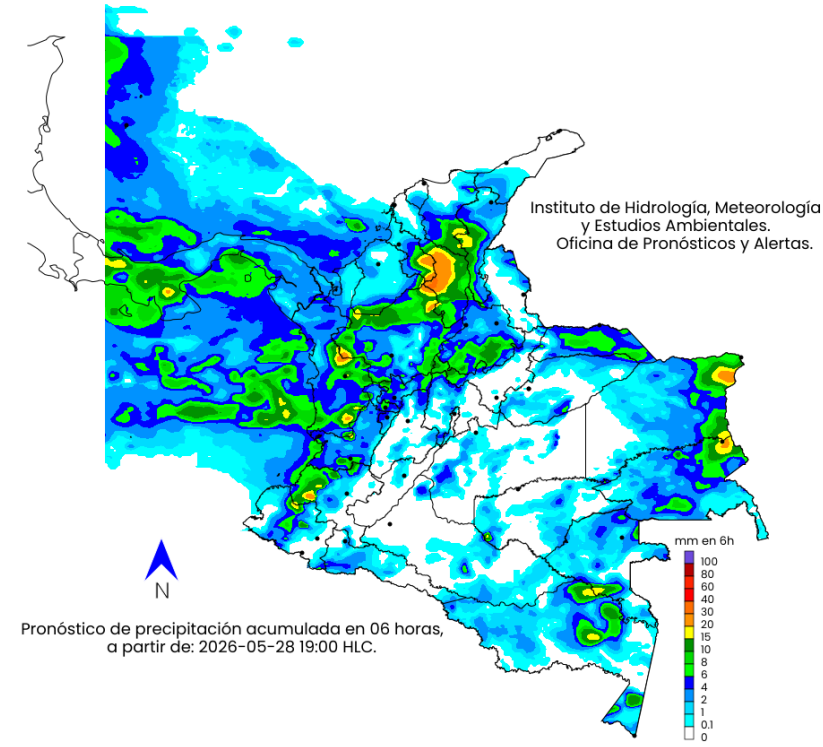 Instituto de Hidrología, Meteorología
y Estudios Ambientales.
Oficina de Pronósticos y Alertas.
mm en 6h
100
80
60
40
30
20
15
10
8
6
4
2
1
0.1
0
N
Pronóstico de precipitación acumulada en 06 horas,
a partir de: 2026-05-28 19:00 HLC.